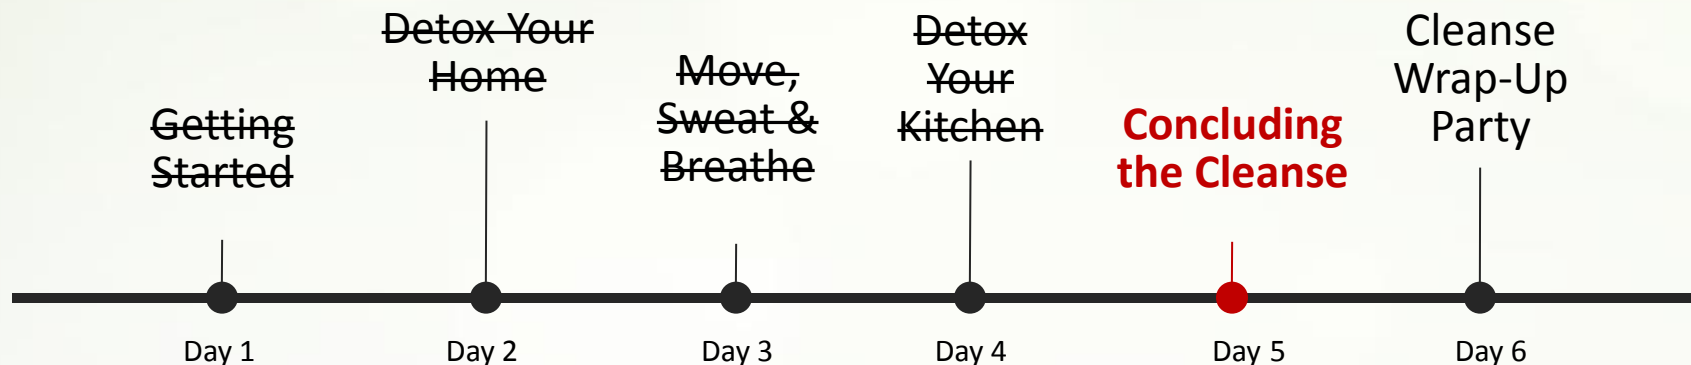 Getting
Started
Detox Your
Home
Move,
Sweat &
Breathe
Detox
Your
Kitchen
Concluding
the Cleanse
Cleanse
Wrap-Up
Party
Day 1
Day 2
Day 3
Day 4
Day 5
Day 6